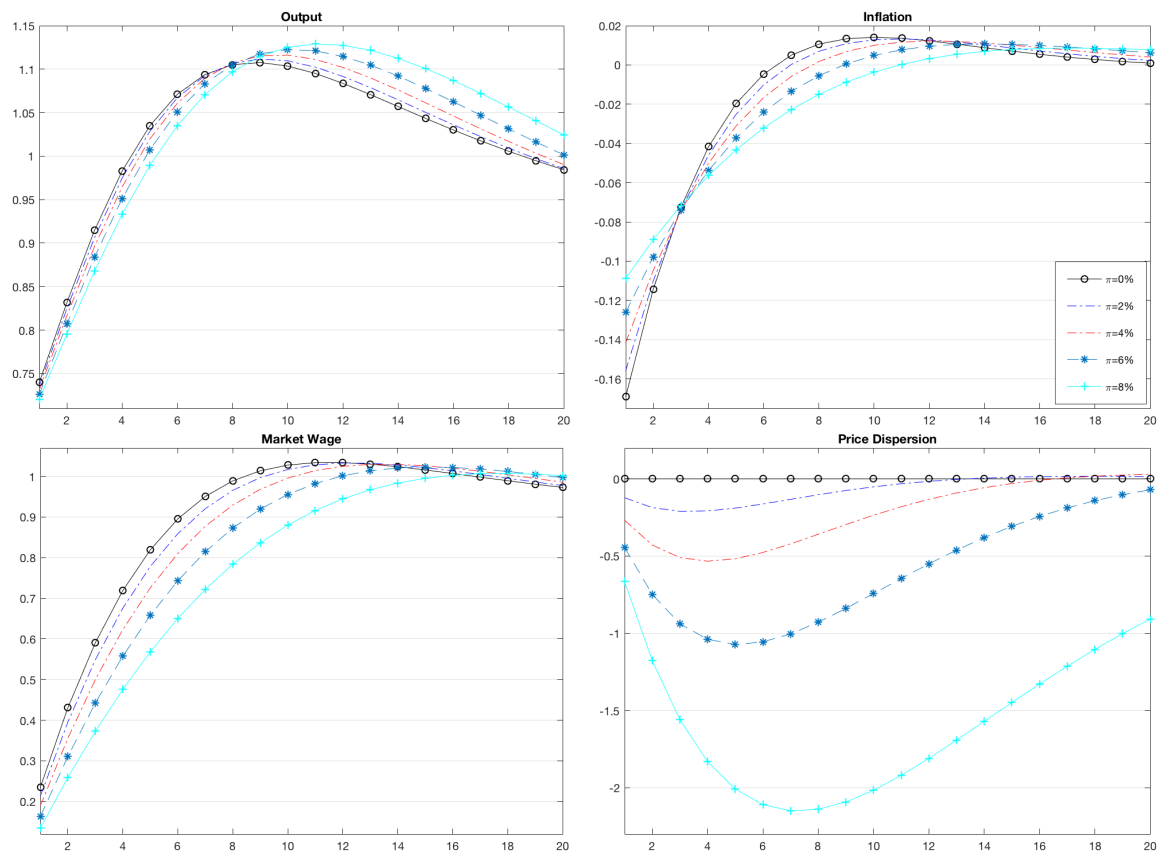 Output
1.15
1.1
1.05
1
0.95
0.9
0.85
0.8
0.75
2 4 6 8 10 12 14 16 18 20
Inflation
0.02
0
-0.02
-0.04
-0.06
-0.08
-0.1
-0.12
-0.14
-0.16
2 4 6 8 10 12 14 16 18 20
π=0%
π=2%
π=4%
π=6%
π=8%
Market Wage
1
0.9
0.8
0.7
0.6
0.5
0.4
0.3
0.2
2 4 6 8 10 12 14 16 18 20
Price Dispersion
0
-0.5
-1
-1.5
-2
2 4 6 8 10 12 14 16 18 20